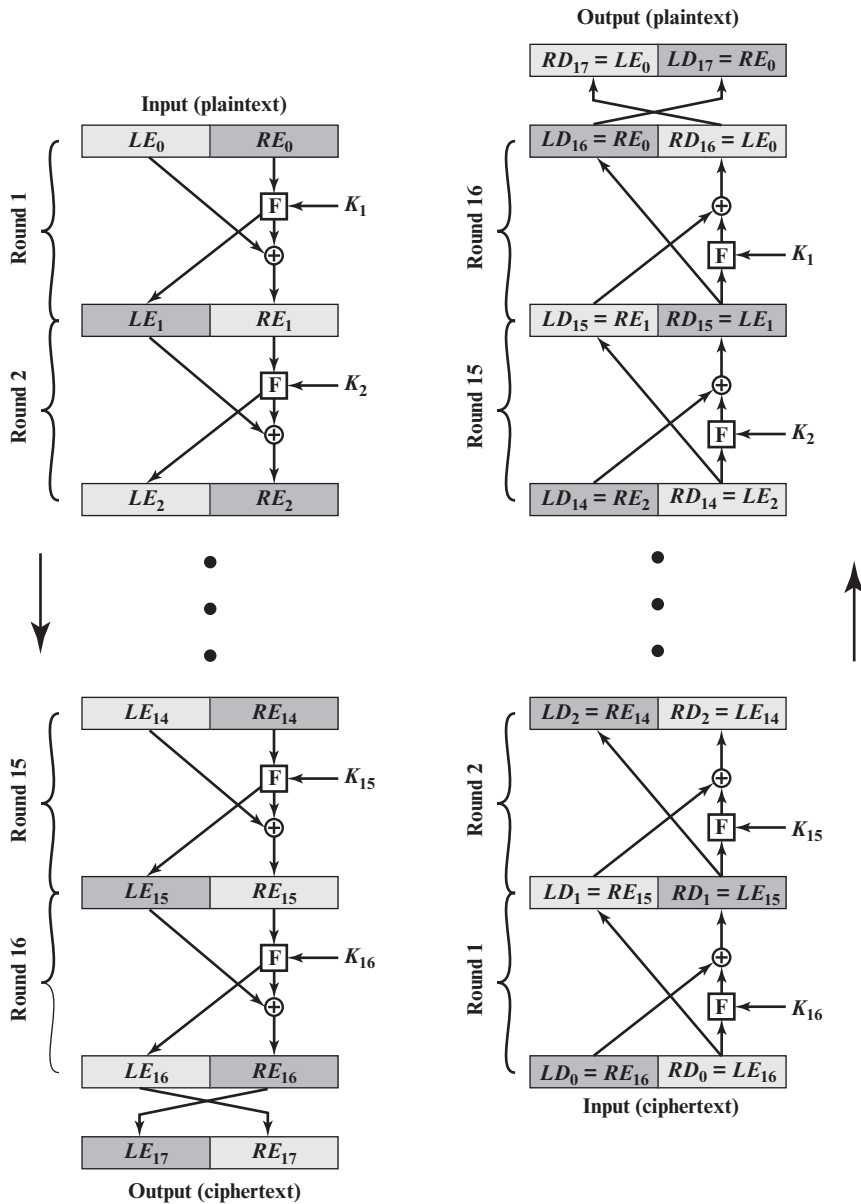 Input (plaintext)
LE₀ RE₀
Round 1
F
K₁
LE₁ RE₁
Round 2
F
K₂
LE₂ RE₂
LE₁₄ RE₁₄
Round 15
F
K₁₅
LE₁₅ RE₁₅
Round 16
F
K₁₆
LE₁₆ RE₁₆
LE₁₇ RE₁₇
Output (ciphertext)
Output (plaintext)
RD₁₇ = LE₀ LD₁₇ = RE₀
LD₁₆ = RE₀ RD₁₆ = LE₀
Round 16
F
K₁
LD₁₅ = RE₁ RD₁₅ = LE₁
Round 15
F
K₂
LD₁₄ = RE₂ RD₁₄ = LE₂
LD₂ = RE₁₄ RD₂ = LE₁₄
Round 2
F
K₁₅
LD₁ = RE₁₅ RD₁ = LE₁₅
Round 1
F
K₁₆
LD₀ = RE₁₆ RD₀ = LE₁₆
Input (ciphertext)